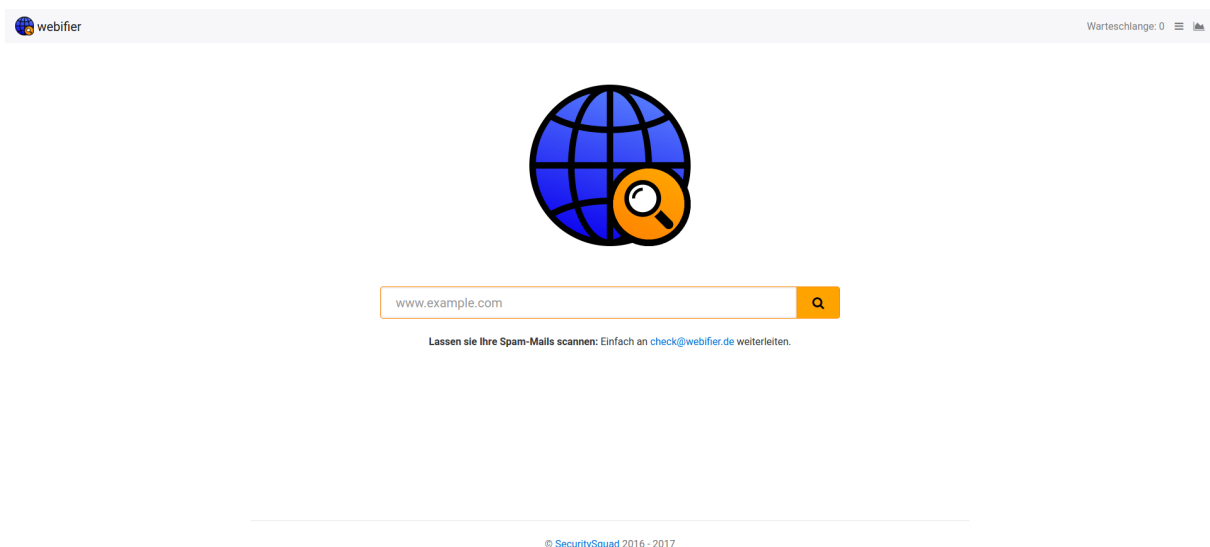 webifier
Warteschlange: 0
www.example.com
Lassen sie Ihre Spam-Mails scannen: Einfach an check@webifier.de weiterleiten.
© SecuritySquad 2016 - 2017